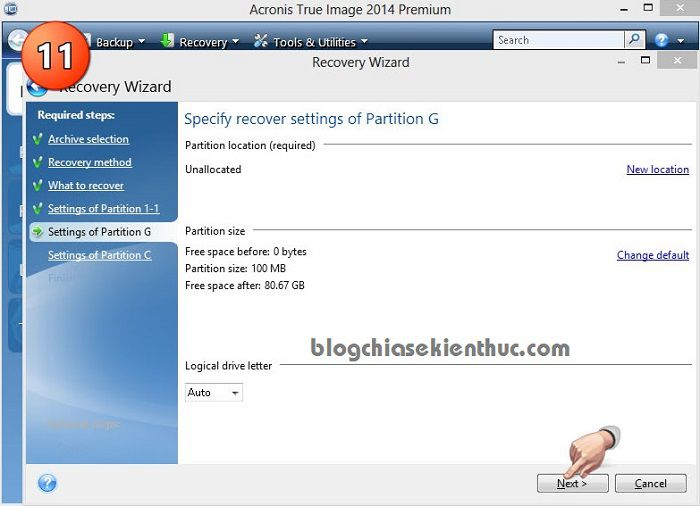 Acronis True Image 2014 Premium
11
Backup Recovery Tools & Utilities Search
Recovery Wizard
Recovery Wizard
Required steps:
Archive selection
Recovery method
What to recover
Settings of Partition 1-1
Settings of Partition G
Settings of Partition C
Finish
Specify recover settings of Partition G
Partition location (required)
Unallocated New location
Partition size
Free space before: 0 bytes
Partition size: 100 MB
Free space after: 80.67 GB
Change default
blogchiasekienthuc.com
Logical drive letter
Auto
Next > Cancel